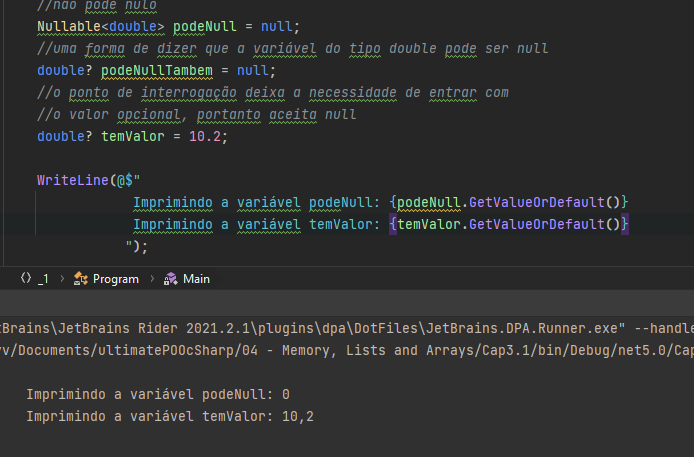 //não pode nulo
Nullable<double> podeNull = null;
//uma forma de dizer que a variável do tipo double pode ser null
double? podeNullTambem = null;
//o ponto de interrogação deixa a necessidade de entrar com
//o valor opcional, portanto aceita null
double? temValor = 10.2;
WriteLine(@$"
Imprimindo a variável podeNull: {podeNull.GetValueOrDefault()}
Imprimindo a variável temValor: {temValor.GetValueOrDefault()}
");
_1 > Program > Main
tBrains\JetBrains Rider 2021.2.1\plugins\dpa\DotFiles\JetBrains.DPA.Runner.exe" --handle
vv/Documents/ultimatePOOcSharp/04 - Memory, Lists and Arrays/Cap3.1/bin/Debug/net5.0/Cap
Imprimindo a variável podeNull: 0
Imprimindo a variável temValor: 10,2